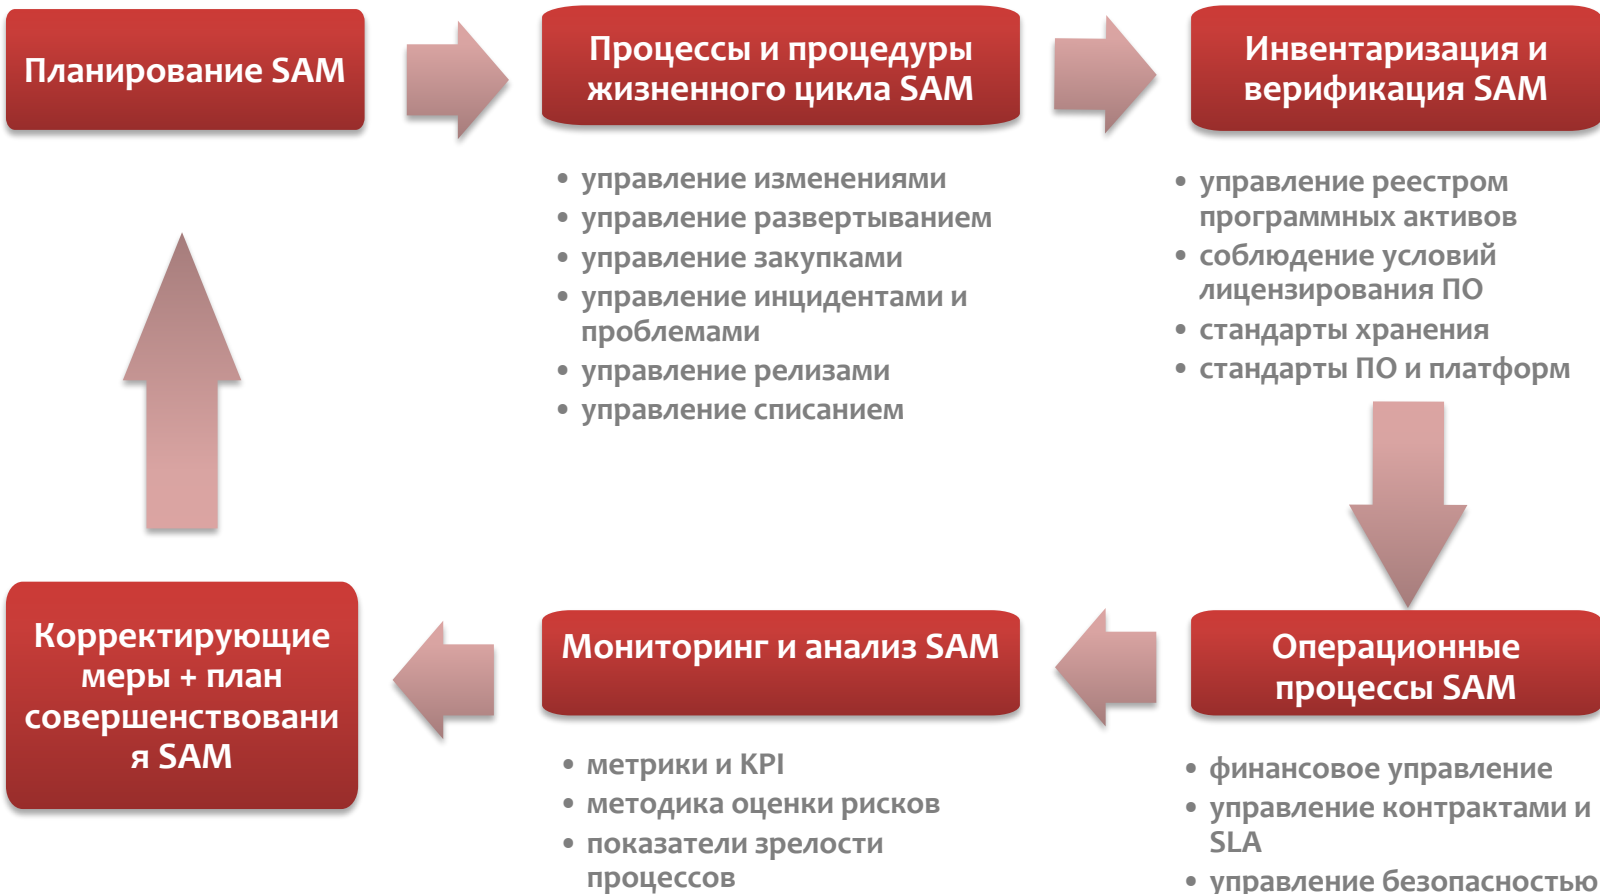 Планирование SAM
Процессы и процедуры
жизненного цикла SAM
• управление изменениями
• управление развертыванием
• управление закупками
• управление инцидентами и
проблемами
• управление релизами
• управление списанием
Инвентаризация и
верификация SAM
• управление реестром
программных активов
• соблюдение условий
лицензирования ПО
• стандарты хранения
• стандарты ПО и платформ
Операционные
процессы SAM
• финансовое управление
• управление контрактами и
SLA
• управление безопасностью
Мониторинг и анализ SAM
• метрики и KPI
• методика оценки рисков
• показатели зрелости
процессов
Корректирующие
меры + план
совершенствовани
я SAM